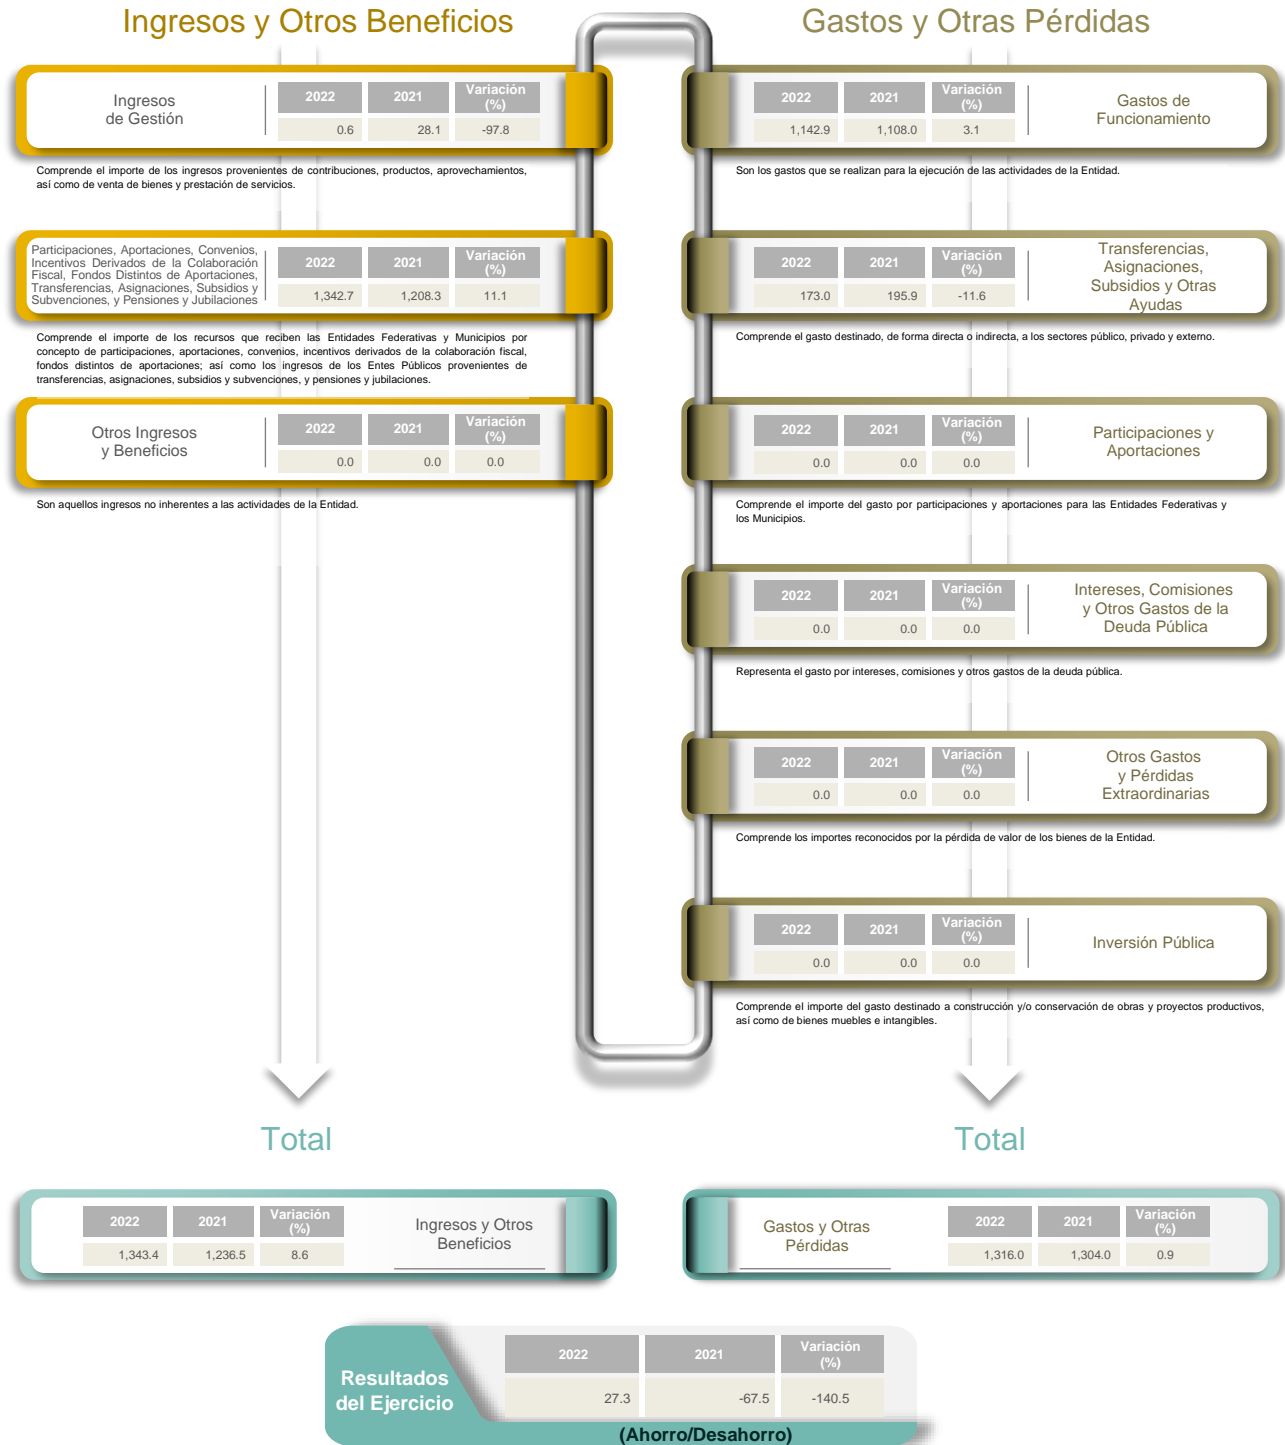 Ingresos y Otros Beneficios
Ingresos
de Gestión
2022 2021 Variación
(%)
0.6 28.1 -97.8
Comprende el importe de los ingresos provenientes de contribuciones, productos, aprovechamientos,
así como de venta de bienes y prestación de servicios.
Participaciones, Aportaciones, Convenios,
Incentivos Derivados de la Colaboración
Fiscal, Fondos Distintos de Aportaciones,
Transferencias, Asignaciones, Subsidios y
Subvenciones, y Pensiones y Jubilaciones
2022 2021 Variación
(%)
1,342.7 1,208.3 11.1
Comprende el importe de los recursos que reciben las Entidades Federativas y Municipios por
concepto de participaciones, aportaciones, convenios, incentivos derivados de la colaboración fiscal,
fondos distintos de aportaciones; así como los ingresos de los Entes Públicos provenientes de
transferencias, asignaciones, subsidios y subvenciones, y pensiones y jubilaciones.
Otros Ingresos
y Beneficios
2022 2021 Variación
(%)
0.0 0.0 0.0
Son aquellos ingresos no inherentes a las actividades de la Entidad.
Gastos y Otras Pérdidas
2022 2021 Variación
(%)
1,142.9 1,108.0 3.1
Gastos de
Funcionamiento
Son los gastos que se realizan para la ejecución de las actividades de la Entidad.
2022 2021 Variación
(%)
173.0 195.9 -11.6
Transferencias,
Asignaciones,
Subsidios y Otras
Ayudas
Comprende el gasto destinado, de forma directa o indirecta, a los sectores público, privado y externo.
2022 2021 Variación
(%)
0.0 0.0 0.0
Participaciones y
Aportaciones
Comprende el importe del gasto por participaciones y aportaciones para las Entidades Federativas y
los Municipios.
2022 2021 Variación
(%)
0.0 0.0 0.0
Intereses, Comisiones
y Otros Gastos de la
Deuda Pública
Representa el gasto por intereses, comisiones y otros gastos de la deuda pública.
2022 2021 Variación
(%)
0.0 0.0 0.0
Otros Gastos
y Pérdidas
Extraordinarias
Comprende los importes reconocidos por la pérdida de valor de los bienes de la Entidad.
2022 2021 Variación
(%)
0.0 0.0 0.0
Inversión Pública
Comprende el importe del gasto destinado a construcción y/o conservación de obras y proyectos productivos,
así como de bienes muebles e intangibles.
Total
2022 2021 Variación
(%)
1,343.4 1,236.5 8.6
Ingresos y Otros
Beneficios
Total
Gastos y Otras
Pérdidas
2022 2021 Variación
(%)
1,316.0 1,304.0 0.9
Resultados
del Ejercicio
2022 2021 Variación
(%)
27.3 -67.5 -140.5
(Ahorro/Desahorro)